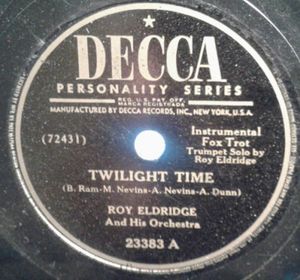 DECCA
PERSONALITY SERIES
REG. U.S. PAT. OFF.
MARCA REGISTRADA
MANUFACTURED BY DECCA RECORDS, INC., NEW YORK, U.S.A.
(72431)
Instrumental
Fox Trot
Trumpet Solo by
Roy Eldridge
TWILIGHT TIME
(B. Ram-M. Nevins-A. Nevins-A. Dunn)
ROY ELDRIDGE
And His Orchestra
23383 A